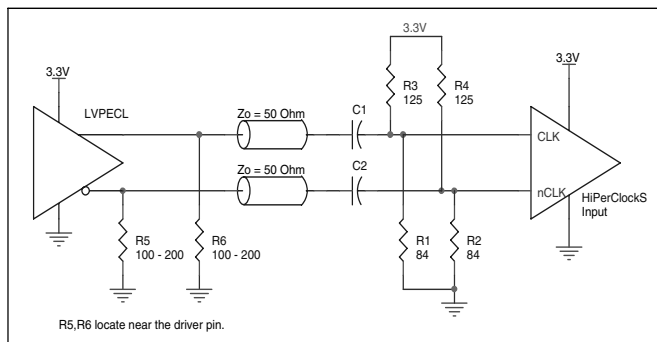 3.3V
3.3V
3.3V
LVPECL
R3
125
R4
125
Zo = 50 Ohm
C1
CLK
Zo = 50 Ohm
C2
nCLK
HiPerClockS
Input
R5
100 - 200
R6
100 - 200
R1
84
R2
84
R5,R6 locate near the driver pin.